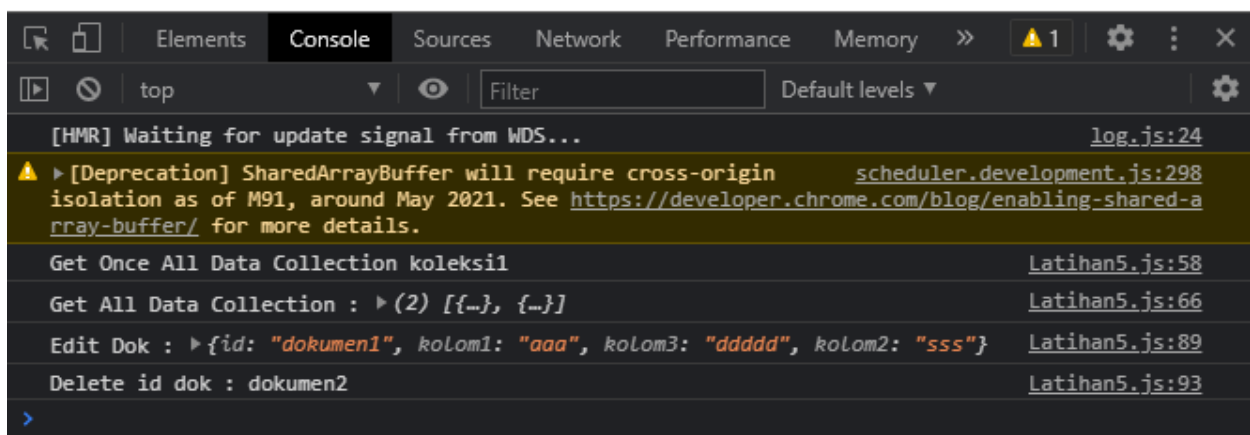 Elements Console Sources Network Performance Memory » 1
top Filter Default levels ▼
[HMR] Waiting for update signal from WDS... log.js:24
▶[Deprecation] SharedArrayBuffer will require cross-origin scheduler.development.js:298
isolation as of M91, around May 2021. See https://developer.chrome.com/blog/enabling-shared-a
rray-buffer/ for more details.
Get Once All Data Collection koleksi1 Latihan5.js:58
Get All Data Collection : ▶(2) [{…}, {…}] Latihan5.js:66
Edit Dok : ▶{id: "dokumen1", kolom1: "aaa", kolom3: "ddddd", kolom2: "sss"} Latihan5.js:89
Delete id dok : dokumen2 Latihan5.js:93
>